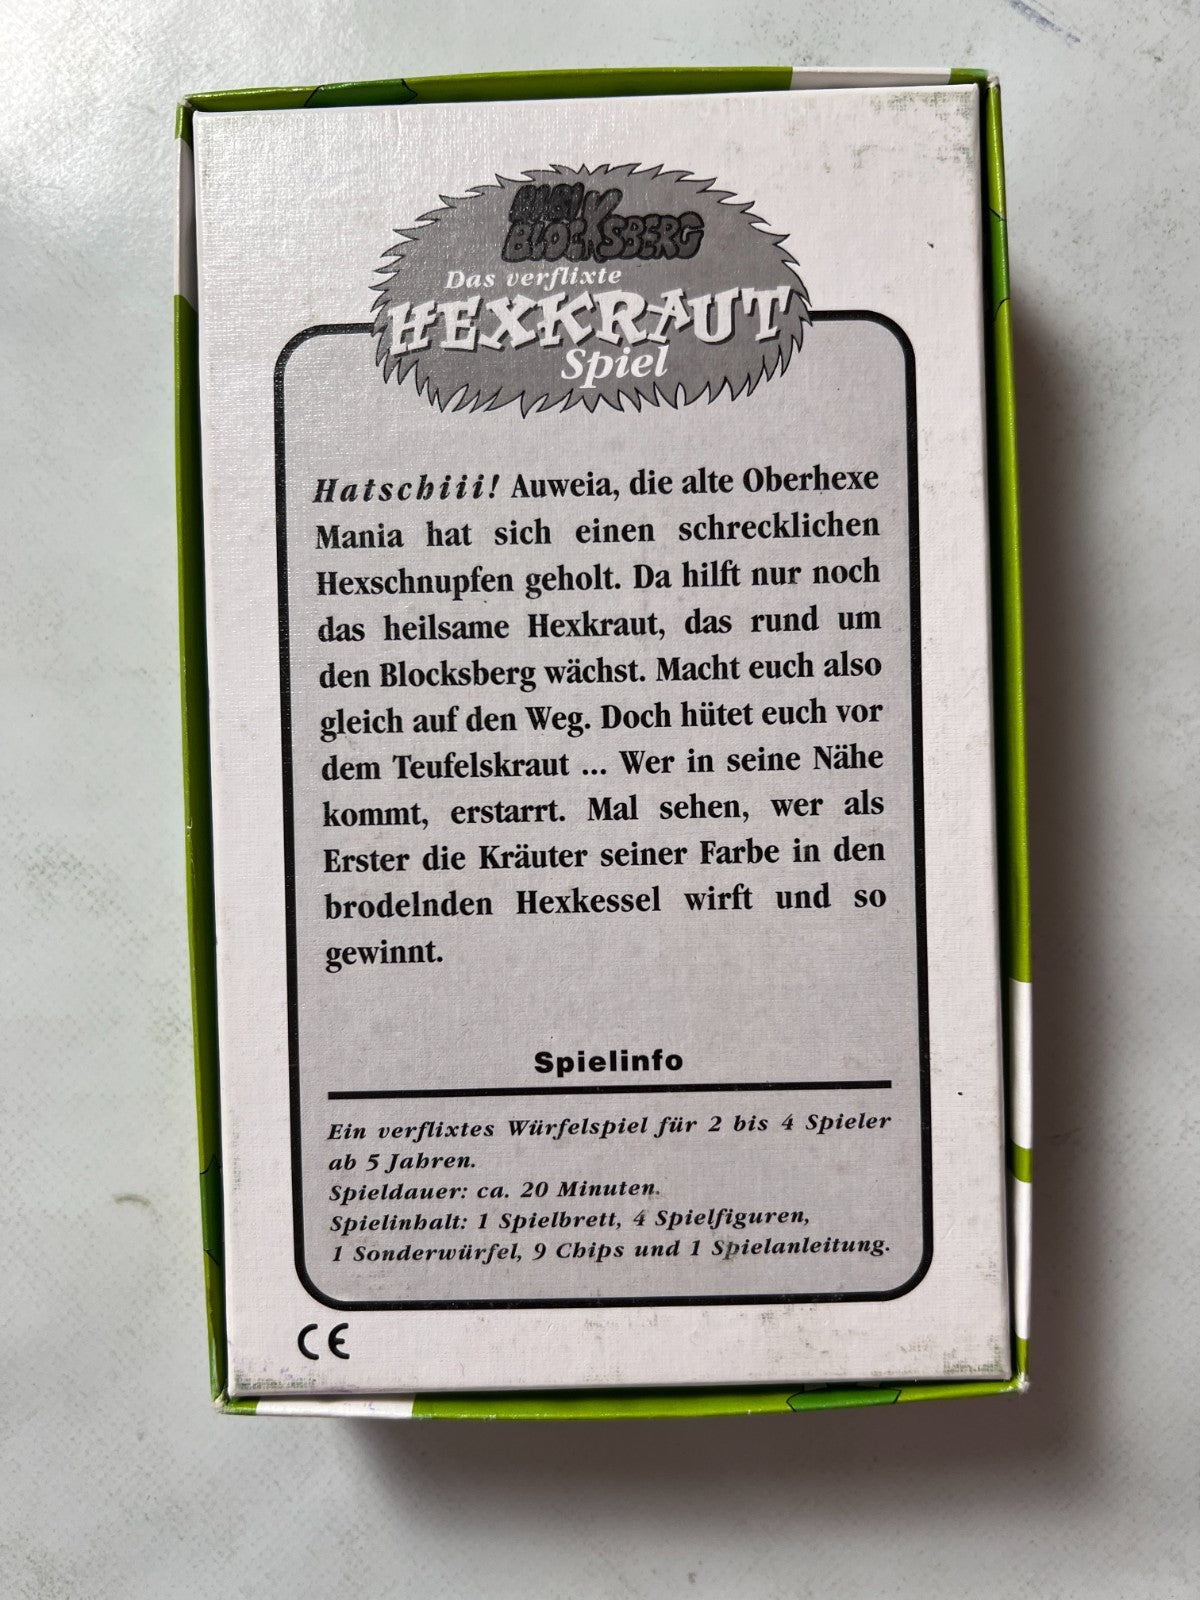 BIBI
BLOCKSBERG
Das verflixte
HEXKRAUT
Spiel
Hatschiii! Auweia, die alte Oberhexe
Mania hat sich einen schrecklichen
Hexschnupfen geholt. Da hilft nur noch
das heilsame Hexkraut, das rund um
den Blocksberg wächst. Macht euch also
gleich auf den Weg. Doch hütet euch vor
dem Teufelskraut ... Wer in seine Nähe
kommt, erstarrt. Mal sehen, wer als
Erster die Kräuter seiner Farbe in den
brodelnden Hexkessel wirft und so
gewinnt.
Spielinfo
Ein verflixtes Würfelspiel für 2 bis 4 Spieler
ab 5 Jahren.
Spieldauer: ca. 20 Minuten.
Spielinhalt: 1 Spielbrett, 4 Spielfiguren,
1 Sonderwürfel, 9 Chips und 1 Spielanleitung.
CE